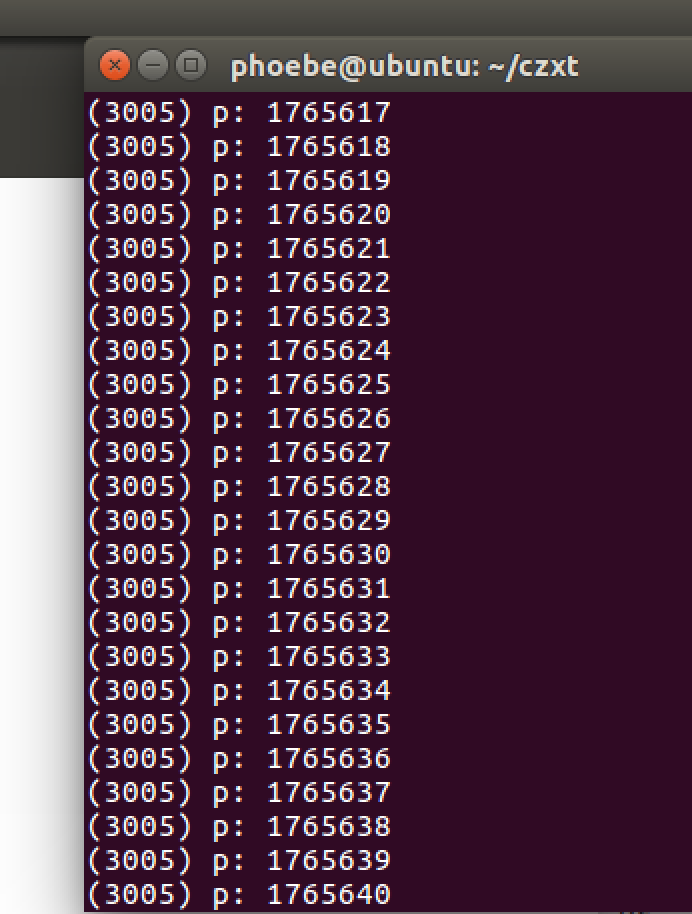 phoebe@ubuntu: ~/czxt
(3005) p: 1765617
(3005) p: 1765618
(3005) p: 1765619
(3005) p: 1765620
(3005) p: 1765621
(3005) p: 1765622
(3005) p: 1765623
(3005) p: 1765624
(3005) p: 1765625
(3005) p: 1765626
(3005) p: 1765627
(3005) p: 1765628
(3005) p: 1765629
(3005) p: 1765630
(3005) p: 1765631
(3005) p: 1765632
(3005) p: 1765633
(3005) p: 1765634
(3005) p: 1765635
(3005) p: 1765636
(3005) p: 1765637
(3005) p: 1765638
(3005) p: 1765639
(3005) p: 1765640